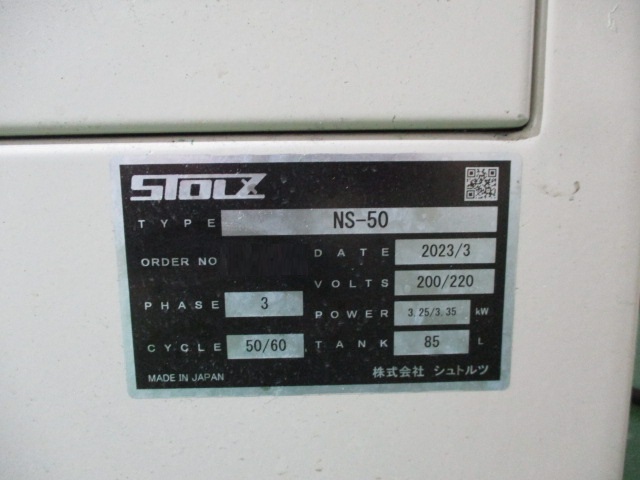 STOLZ
TYPE NS-50
ORDER NO
DATE 2023/3
VOLTS 200/220
PHASE 3
POWER 3.25/3.35 kW
CYCLE 50/60
TANK 85 L
MADE IN JAPAN
株式会社 シュトルツ